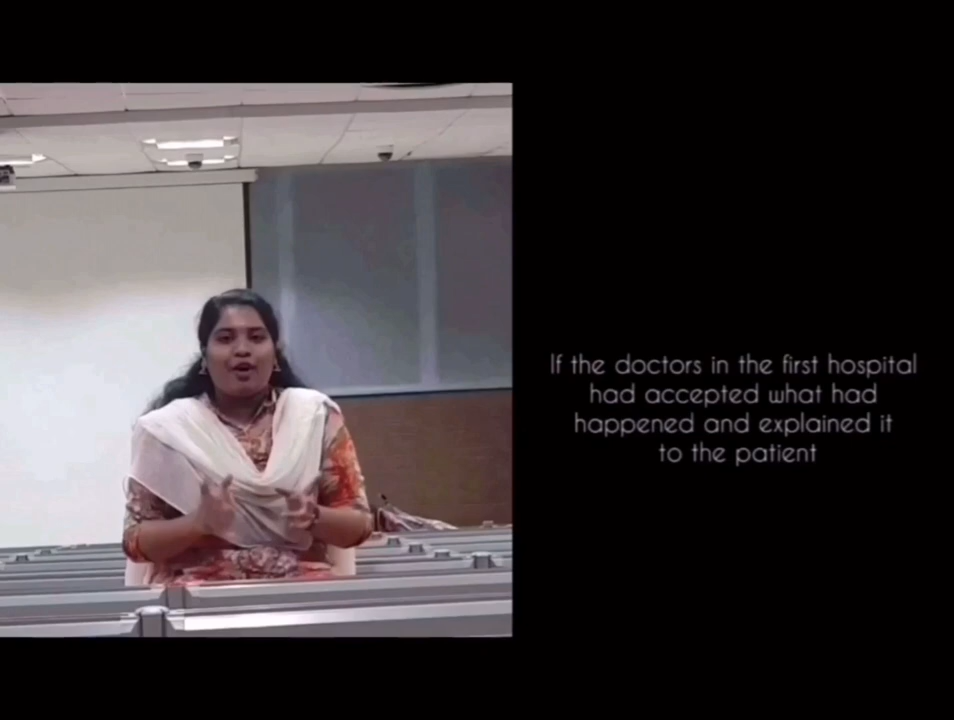 If the doctors in the first hospital
had accepted what had
happened and explained it
to the patient